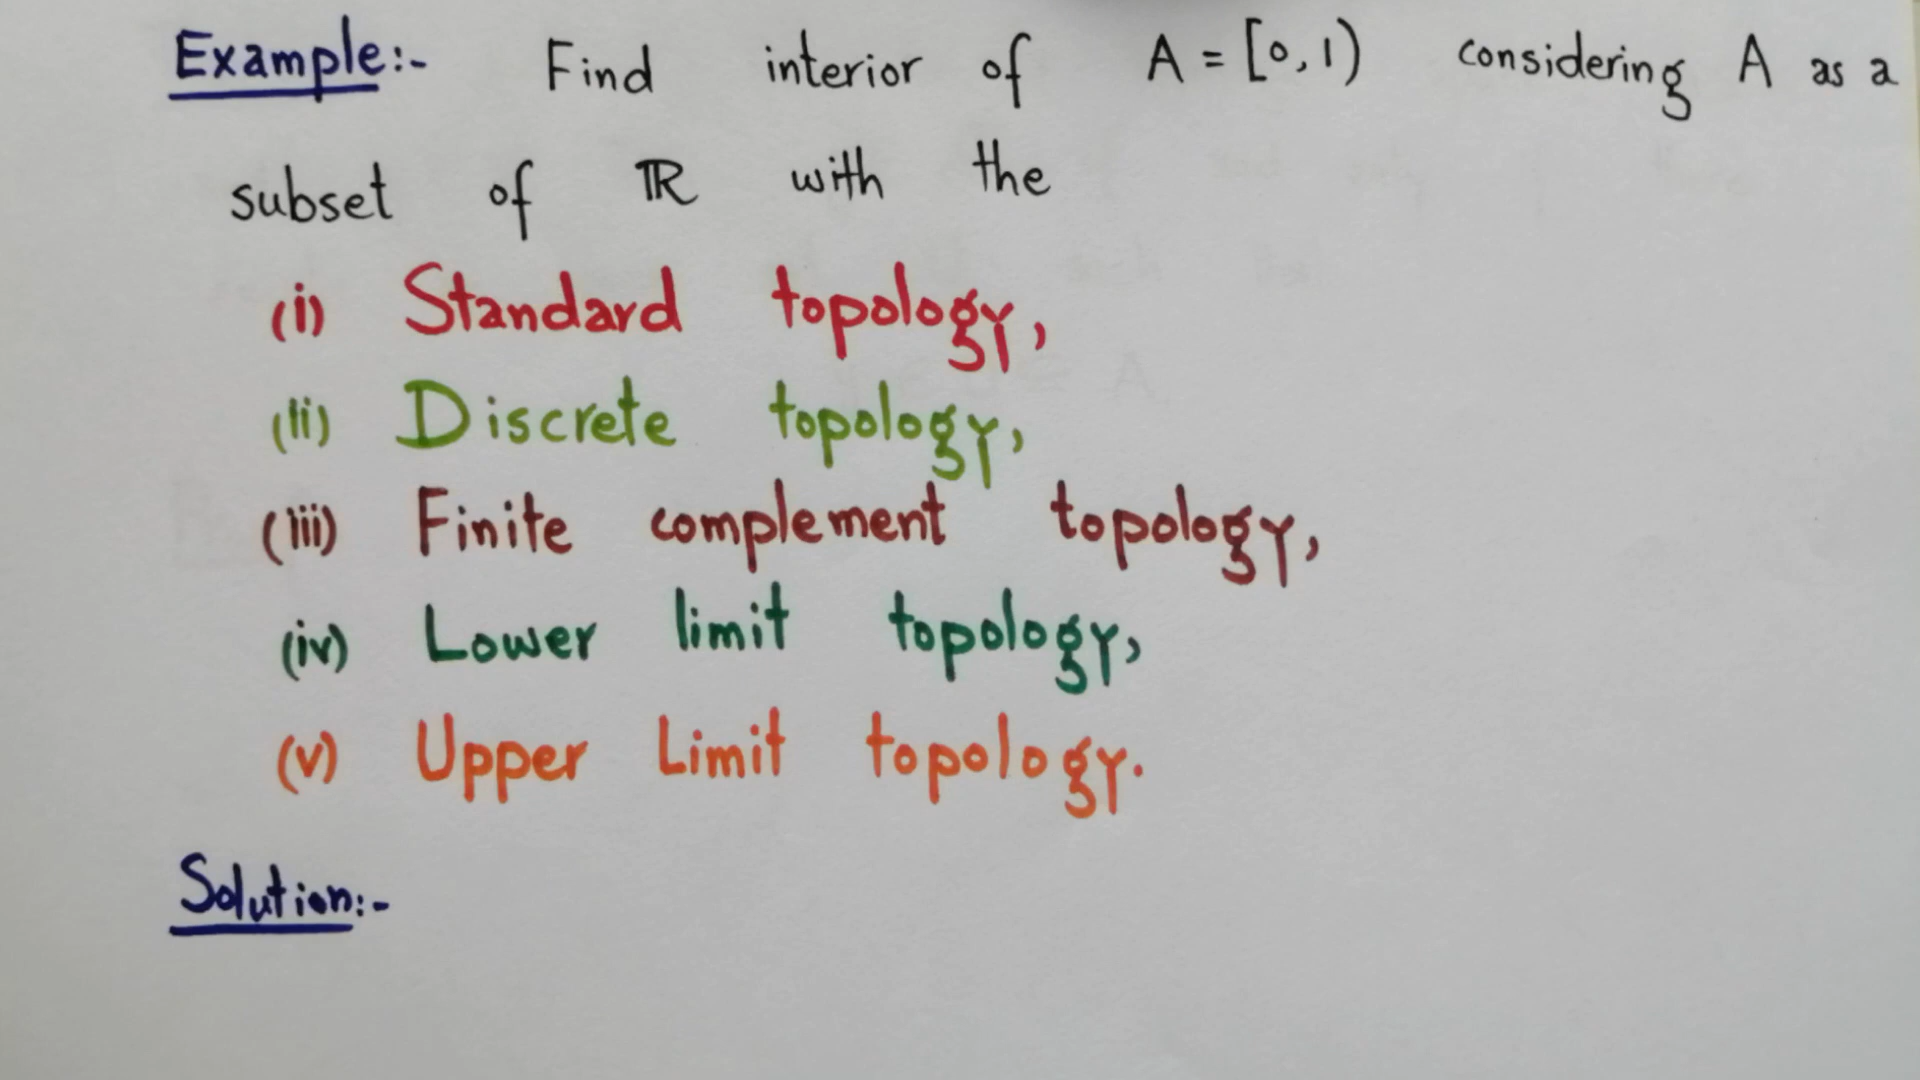 Example:- Find interior of A = [0,1) considering A as a
subset of ℝ with the
(i) Standard topology,
(ii) Discrete topology,
(iii) Finite complement topology,
(iv) Lower limit topology,
(v) Upper Limit topology.
Solution:-